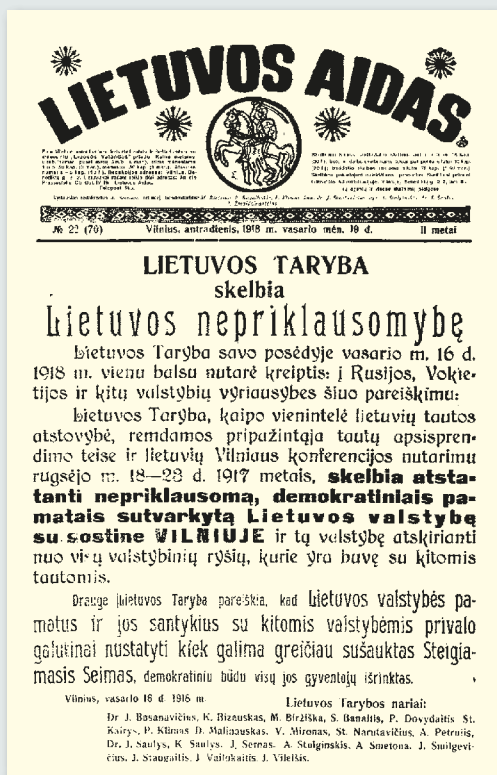 LIETUVOS AIDAS.
№ 22 (70) Vilnius, antradienis, 1918 m. vasario mėn. 19 d. II metai
LIETUVOS TARYBA
skelbia
Lietuvos nepriklausomybę
Lietuvos Taryba savo posėdyje vasario m. 16 d.
1918 m. vienu balsu nutarė kreiptis: į Rusijos, Vokie-
tijos ir kitų valstybių vyriausybes šiuo pareiškimu:
Lietuvos Taryba, kaipo vienintelė lietuvių tautos
atstovybė, remdamos pripažintąja tautų apsispren-
dimo teise ir lietuvių Vilniaus konferencijos nutarimu
rugsėjo m. 18—23 d. 1917 metais, skelbia atsta-
tanti nepriklausomą, demokratiniais pa-
matais sutvarkytą Lietuvos valstybę
su sostine VILNIUJE ir tą valstybę atskirianti
nuo visų valstybinių ryšių, kurie yra buvę su kitomis
tautomis.
Drauge Lietuvos Taryba pareiškia, kad Lietuvos valstybės pa-
matus ir jos santykius su kitomis valstybėmis privalo
galutinai nustatyti kiek galima greičiau sušauktas Steigia-
masis Seimas, demokratiniu būdu visų jos gyventojų išrinktas.
Vilnius, vasario 16 d. 1918 m.
Lietuvos Tarybos nariai:
Dr. J. Basanavičius, K. Bizauskas, M. Biržiška, S. Banaitis, P. Dovydaitis St.
Kairys, P. Klimas D. Malinauskas, V. Mironas, St. Narutavičius, A. Petrulis,
Dr. J. Šaulys, K Šaulys, J. Šernas, A. Stulginskis, A Smetona, J. Smilgevi-
čius, J. Staugaitis, J Vailokaitis, J. Vileišis.